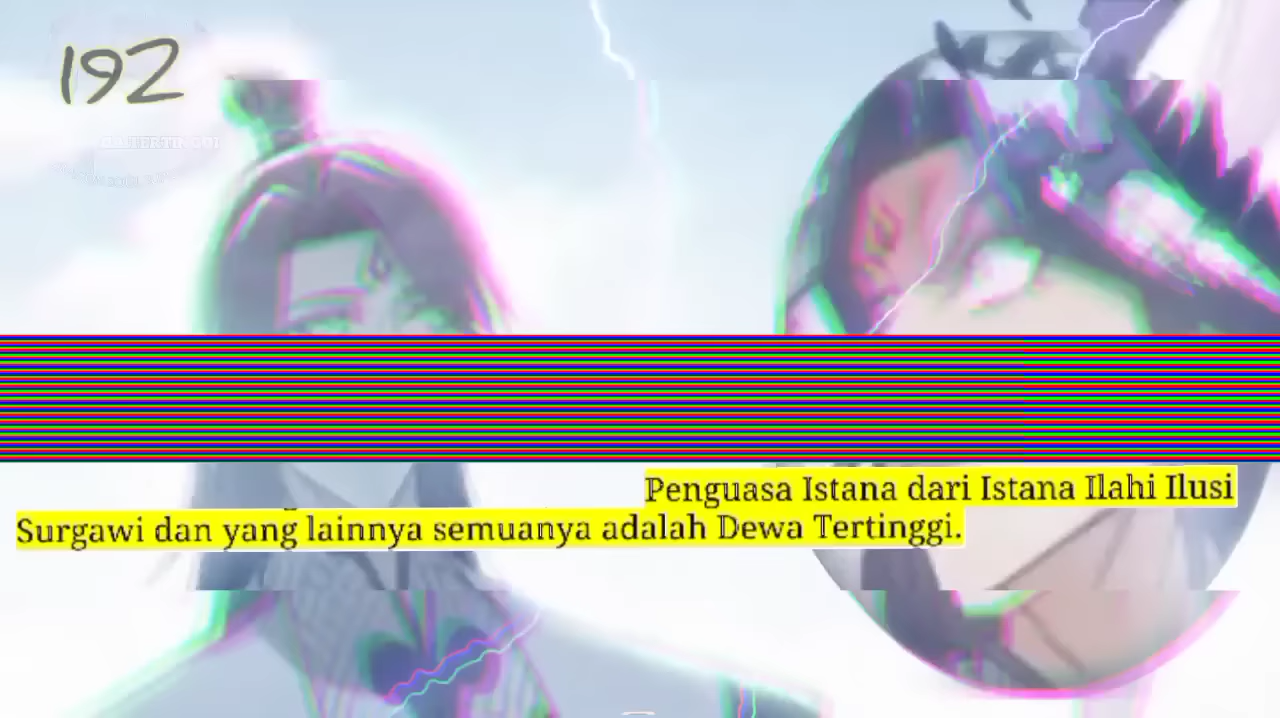 192
Penguasa Istana dari Istana Ilahi Ilusi
Surgawi dan yang lainnya semuanya adalah Dewa Tertinggi.